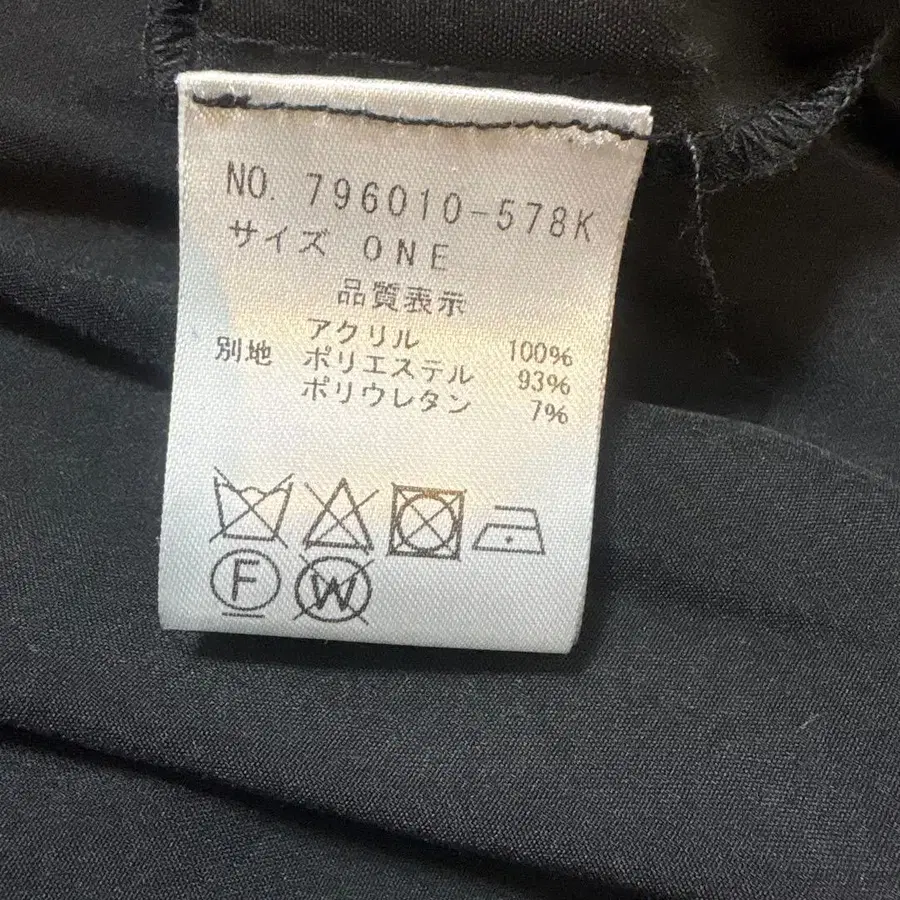 NO. 796010-578K
サイズ ONE
品質表示
アクリル 100%
別地 ポリエステル 93%
ポリウレタン 7%
F W